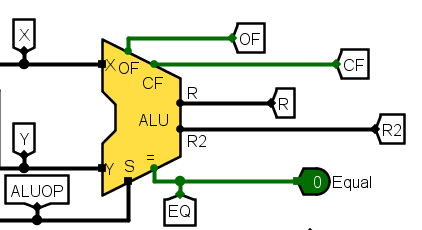 X
OF
X OF
CF
CF
R
R
ALU
R2
R2
Y
Y S =
ALUOP
0 Equal
EQ